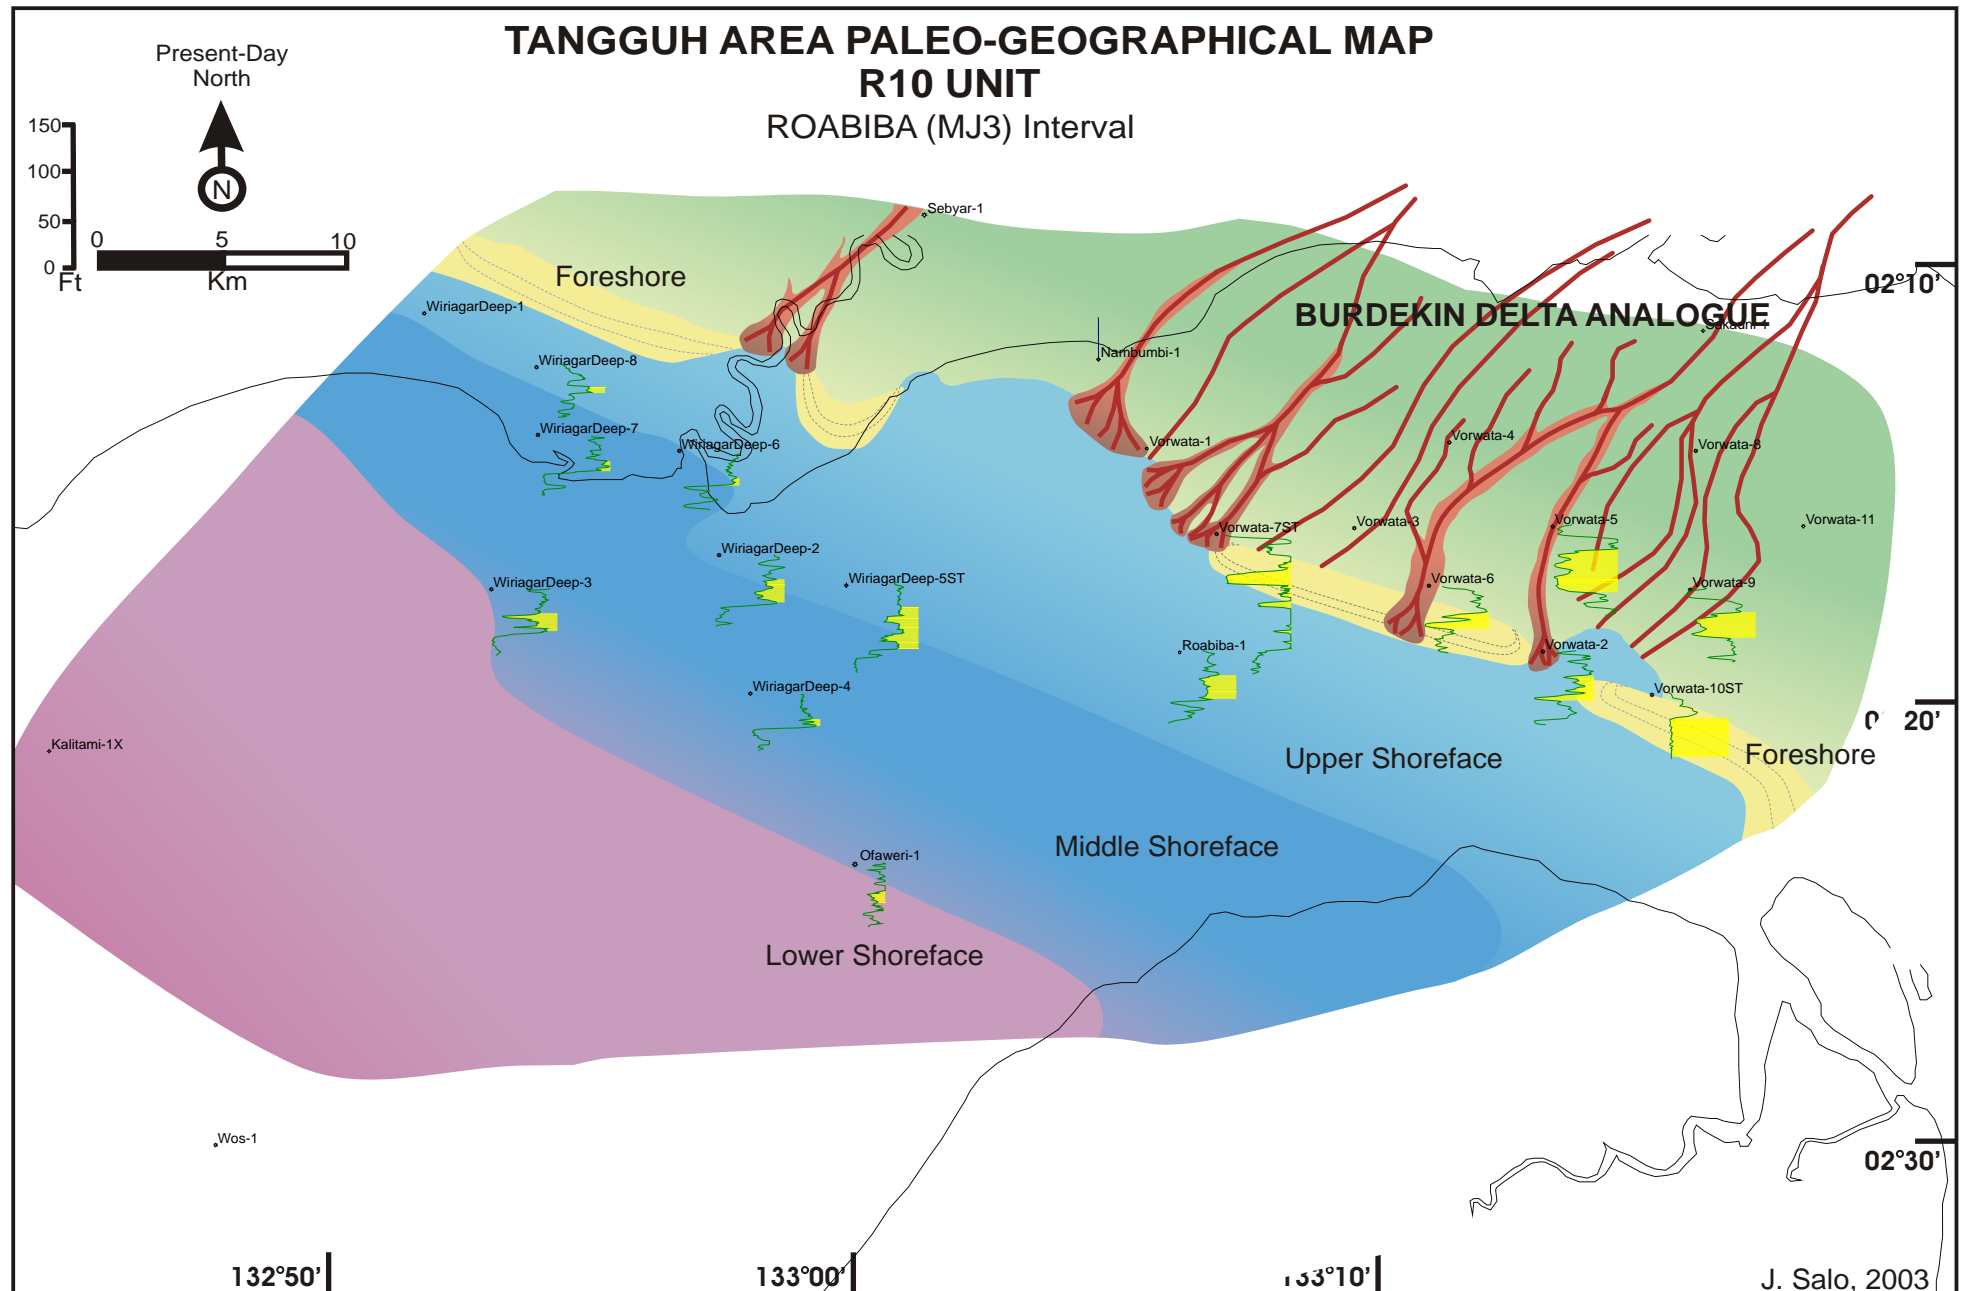 TANGGUH AREA PALEO-GEOGRAPHICAL MAP
R10 UNIT
ROABIBA (MJ3) Interval
Present-Day
North
N
150
100
50
0
Ft
0 5 10
Km
Sebyar-1
Foreshore
02°10'
WiriagarDeep-1
BURDEKIN DELTA ANALOGUE
Sakauni-1
Nambumbi-1
WiriagarDeep-8
WiriagarDeep-7
WiriagarDeep-6
Vorwata-1
Vorwata-4
Vorwata-8
Vorwata-7ST
Vorwata-3
Vorwata-5
Vorwata-11
WiriagarDeep-2
WiriagarDeep-3
WiriagarDeep-5ST
Vorwata-6
Vorwata-9
Roabiba-1
Vorwata-2
WiriagarDeep-4
Vorwata-10ST
20'
Kalitami-1X
Upper Shoreface
Foreshore
Middle Shoreface
Ofaweri-1
Lower Shoreface
Wos-1
02°30'
132°50'
133°00'
133°10'
J. Salo, 2003